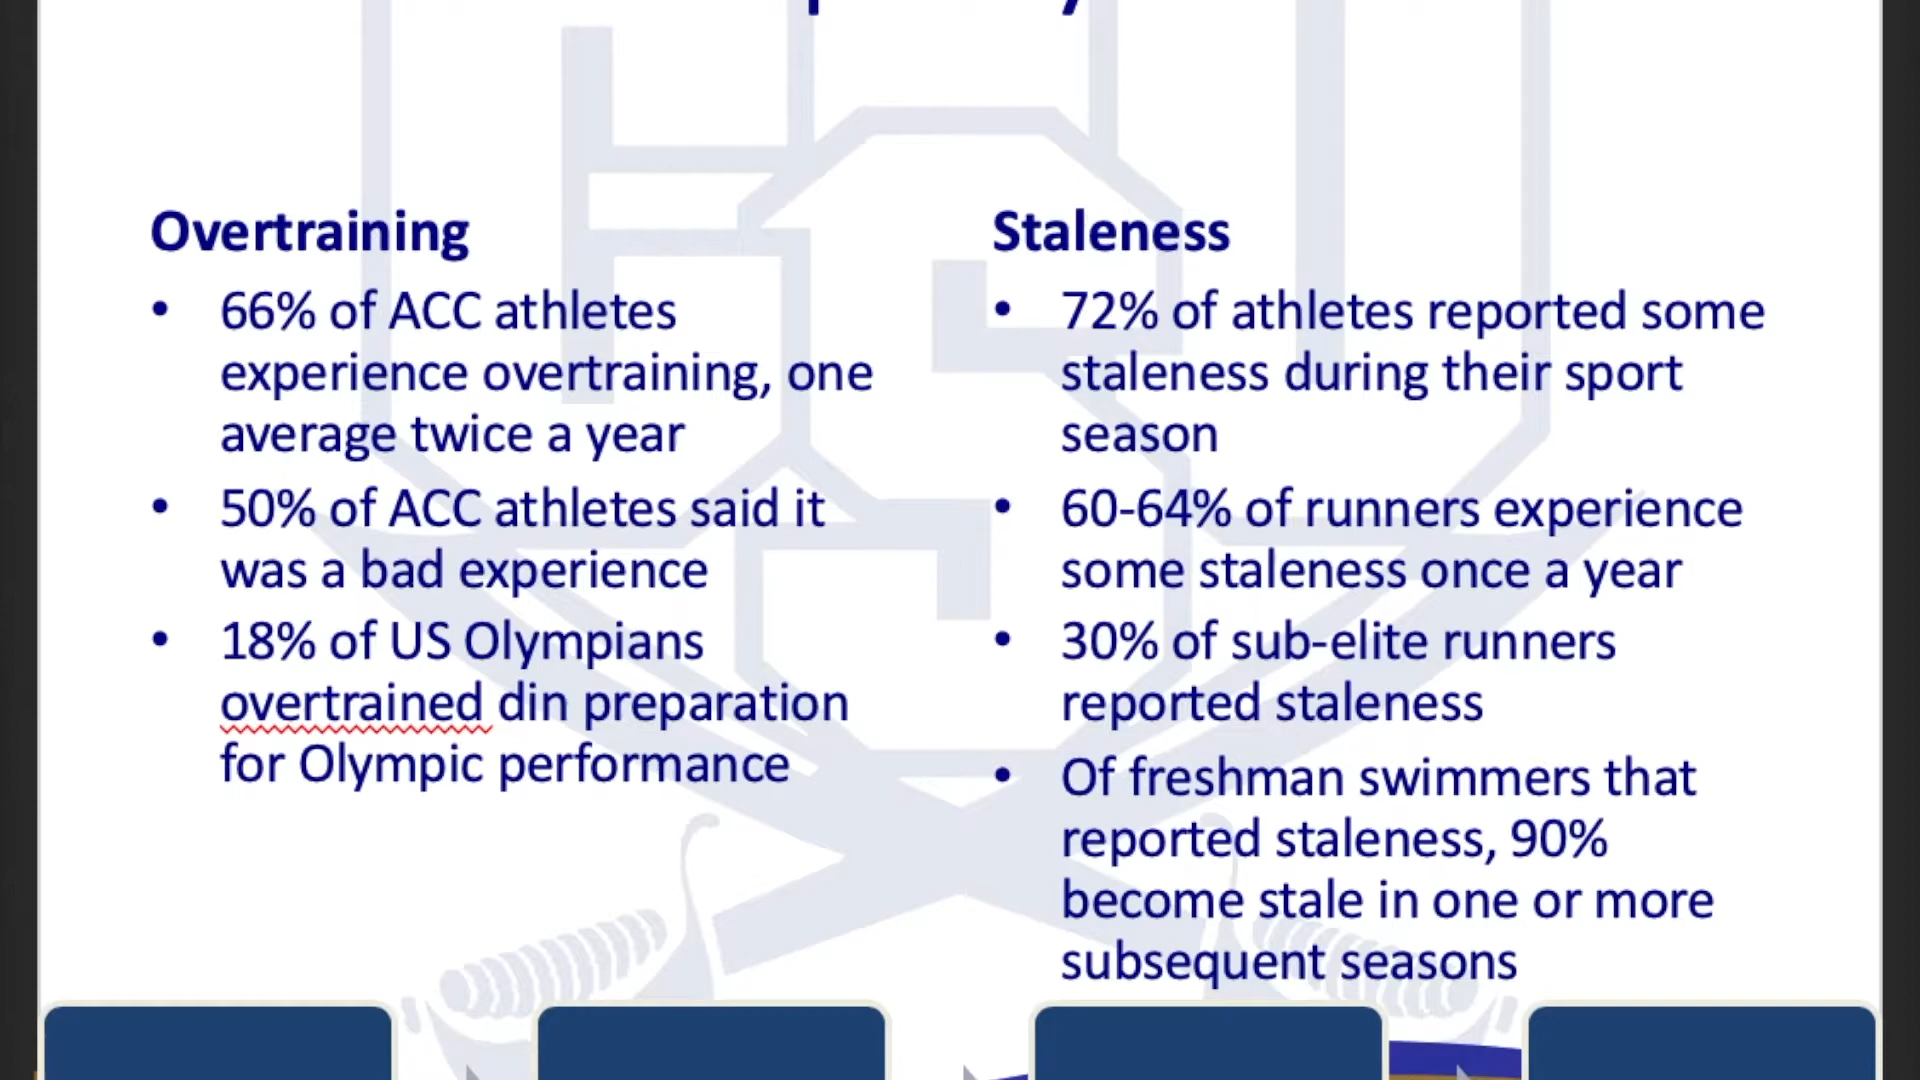 Overtraining
• 66% of ACC athletes
experience overtraining, one
average twice a year
• 50% of ACC athletes said it
was a bad experience
• 18% of US Olympians
overtrained din preparation
for Olympic performance
Staleness
• 72% of athletes reported some
staleness during their sport
season
• 60-64% of runners experience
some staleness once a year
• 30% of sub-elite runners
reported staleness
• Of freshman swimmers that
reported staleness, 90%
become stale in one or more
subsequent seasons